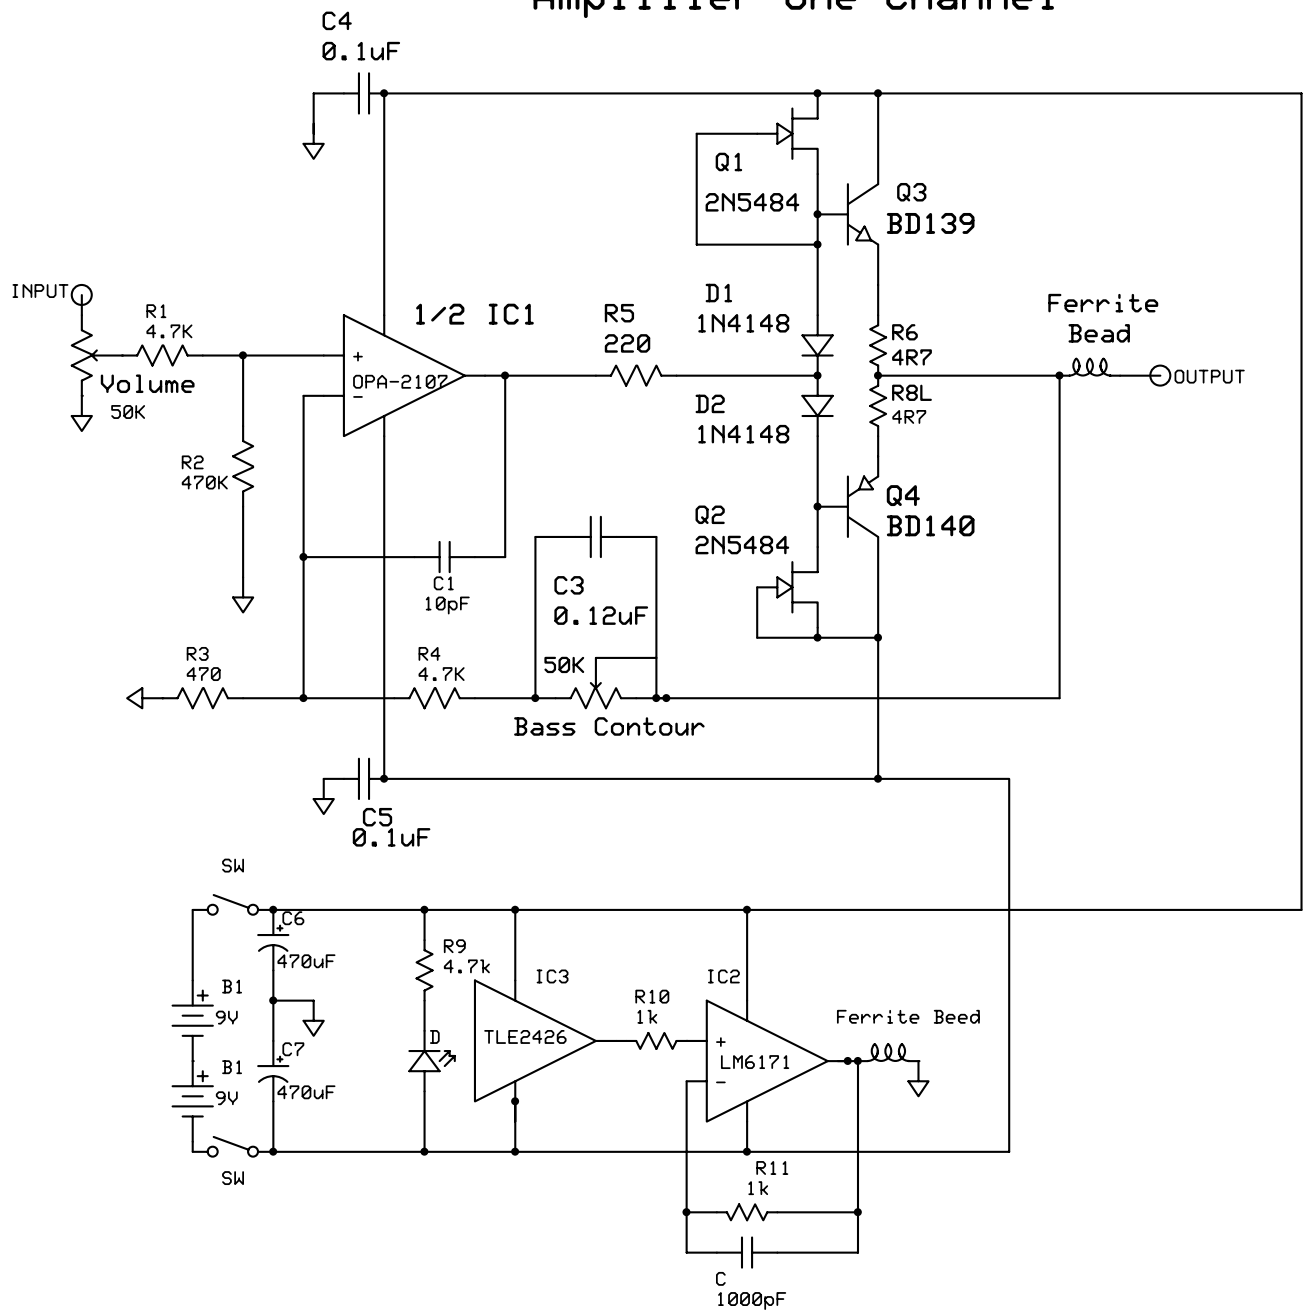 Amplifier One Channel
C4
0.1uF
Q1
2N5484
Q3
BD139
INPUT
R1
4.7K
1/2 IC1
R5
220
D1
1N4148
Ferrite
Bead
R6
4R7
+
OPA-2107
−
Volume
50K
OUTPUT
R8L
4R7
D2
1N4148
R2
470K
Q4
BD140
Q2
2N5484
C1
10pF
C3
0.12uF
R3
470
R4
4.7K
50K
Bass Contour
C5
0.1uF
SW
C6
+
470uF
R9
4.7k
IC3
IC2
B1
+
9V
R10
1k
Ferrite Beed
TLE2426
D
+
LM6171
−
C7
+
470uF
B1
+
9V
SW
R11
1k
C
1000pF